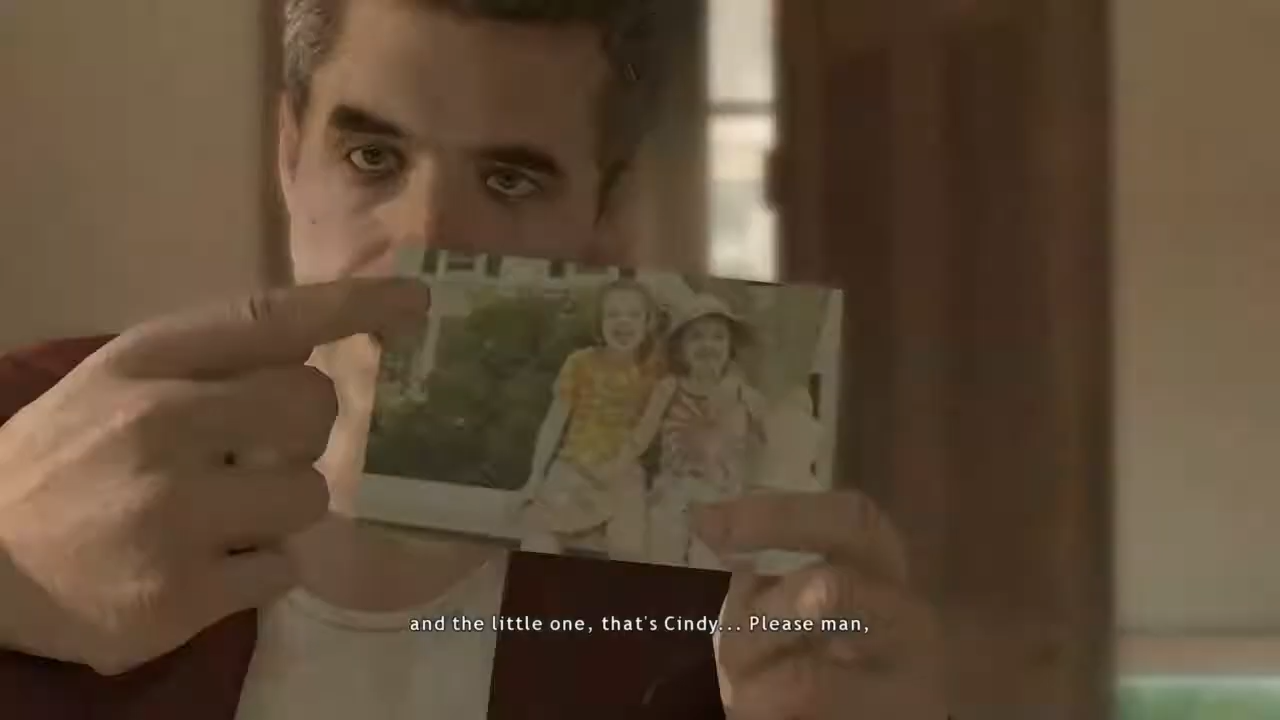 and the little one, that's Cindy... Please man,